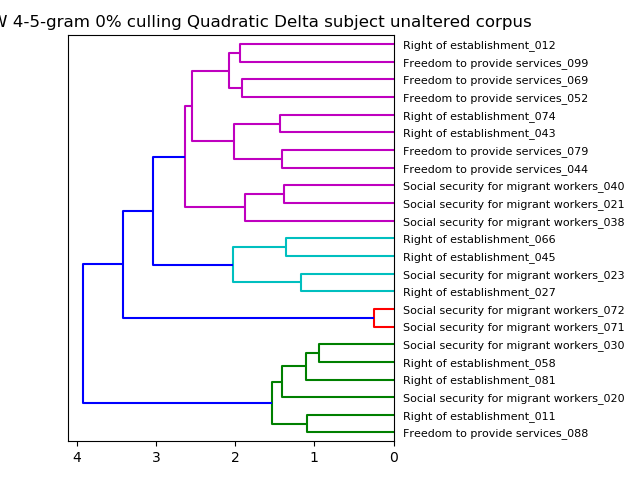 4-5-gram 0% culling Quadratic Delta subject unaltered corpus
Right of establishment_012
Freedom to provide services_099
Freedom to provide services_069
Freedom to provide services_052
Right of establishment_074
Right of establishment_043
Freedom to provide services_079
Freedom to provide services_044
Social security for migrant workers_040
Social security for migrant workers_021
Social security for migrant workers_038
Right of establishment_066
Right of establishment_045
Social security for migrant workers_023
Right of establishment_027
Social security for migrant workers_072
Social security for migrant workers_071
Social security for migrant workers_030
Right of establishment_058
Right of establishment_081
Social security for migrant workers_020
Right of establishment_011
Freedom to provide services_088
4 3 2 1 0